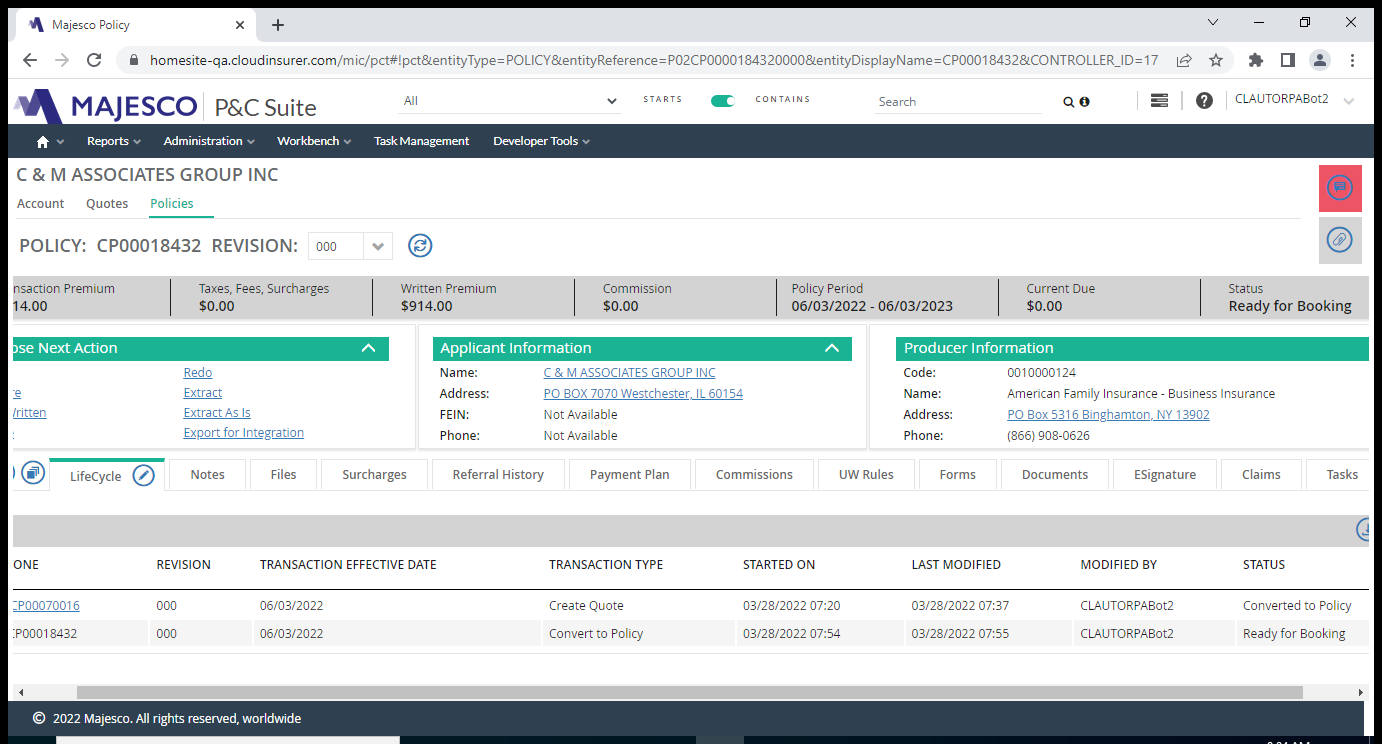 Majesco Policy
homesite-qa.cloudinsurer.com/mic/pct#!pct&entityType=POLICY&entityReference=P02CP0000184320000&entityDisplayName=CP00018432&CONTROLLER_ID=17
MAJESCO P&C Suite All STARTS CONTAINS Search CLAUTORPABot2
Reports Administration Workbench Task Management Developer Tools
C & M ASSOCIATES GROUP INC
Account Quotes Policies
POLICY: CP00018432 REVISION: 000
nsaction Premium Taxes, Fees, Surcharges Written Premium Commission Policy Period Current Due Status
14.00 $0.00 $914.00 $0.00 06/03/2022 - 06/03/2023 $0.00 Ready for Booking
ose Next Action Applicant Information Producer Information
Redo Name: C & M ASSOCIATES GROUP INC Code: 0010000124
re Extract Address: PO BOX 7070 Westchester, IL 60154 Name: American Family Insurance - Business Insurance
Written Extract As Is FEIN: Not Available Address: PO Box 5316 Binghamton, NY 13902
: Export for Integration Phone: Not Available Phone: (866) 908-0626
LifeCycle Notes Files Surcharges Referral History Payment Plan Commissions UW Rules Forms Documents ESignature Claims Tasks
ONE REVISION TRANSACTION EFFECTIVE DATE TRANSACTION TYPE STARTED ON LAST MODIFIED MODIFIED BY STATUS
CP00070016 000 06/03/2022 Create Quote 03/28/2022 07:20 03/28/2022 07:37 CLAUTORPABot2 Converted to Policy
CP00018432 000 06/03/2022 Convert to Policy 03/28/2022 07:54 03/28/2022 07:55 CLAUTORPABot2 Ready for Booking
© 2022 Majesco. All rights reserved, worldwide